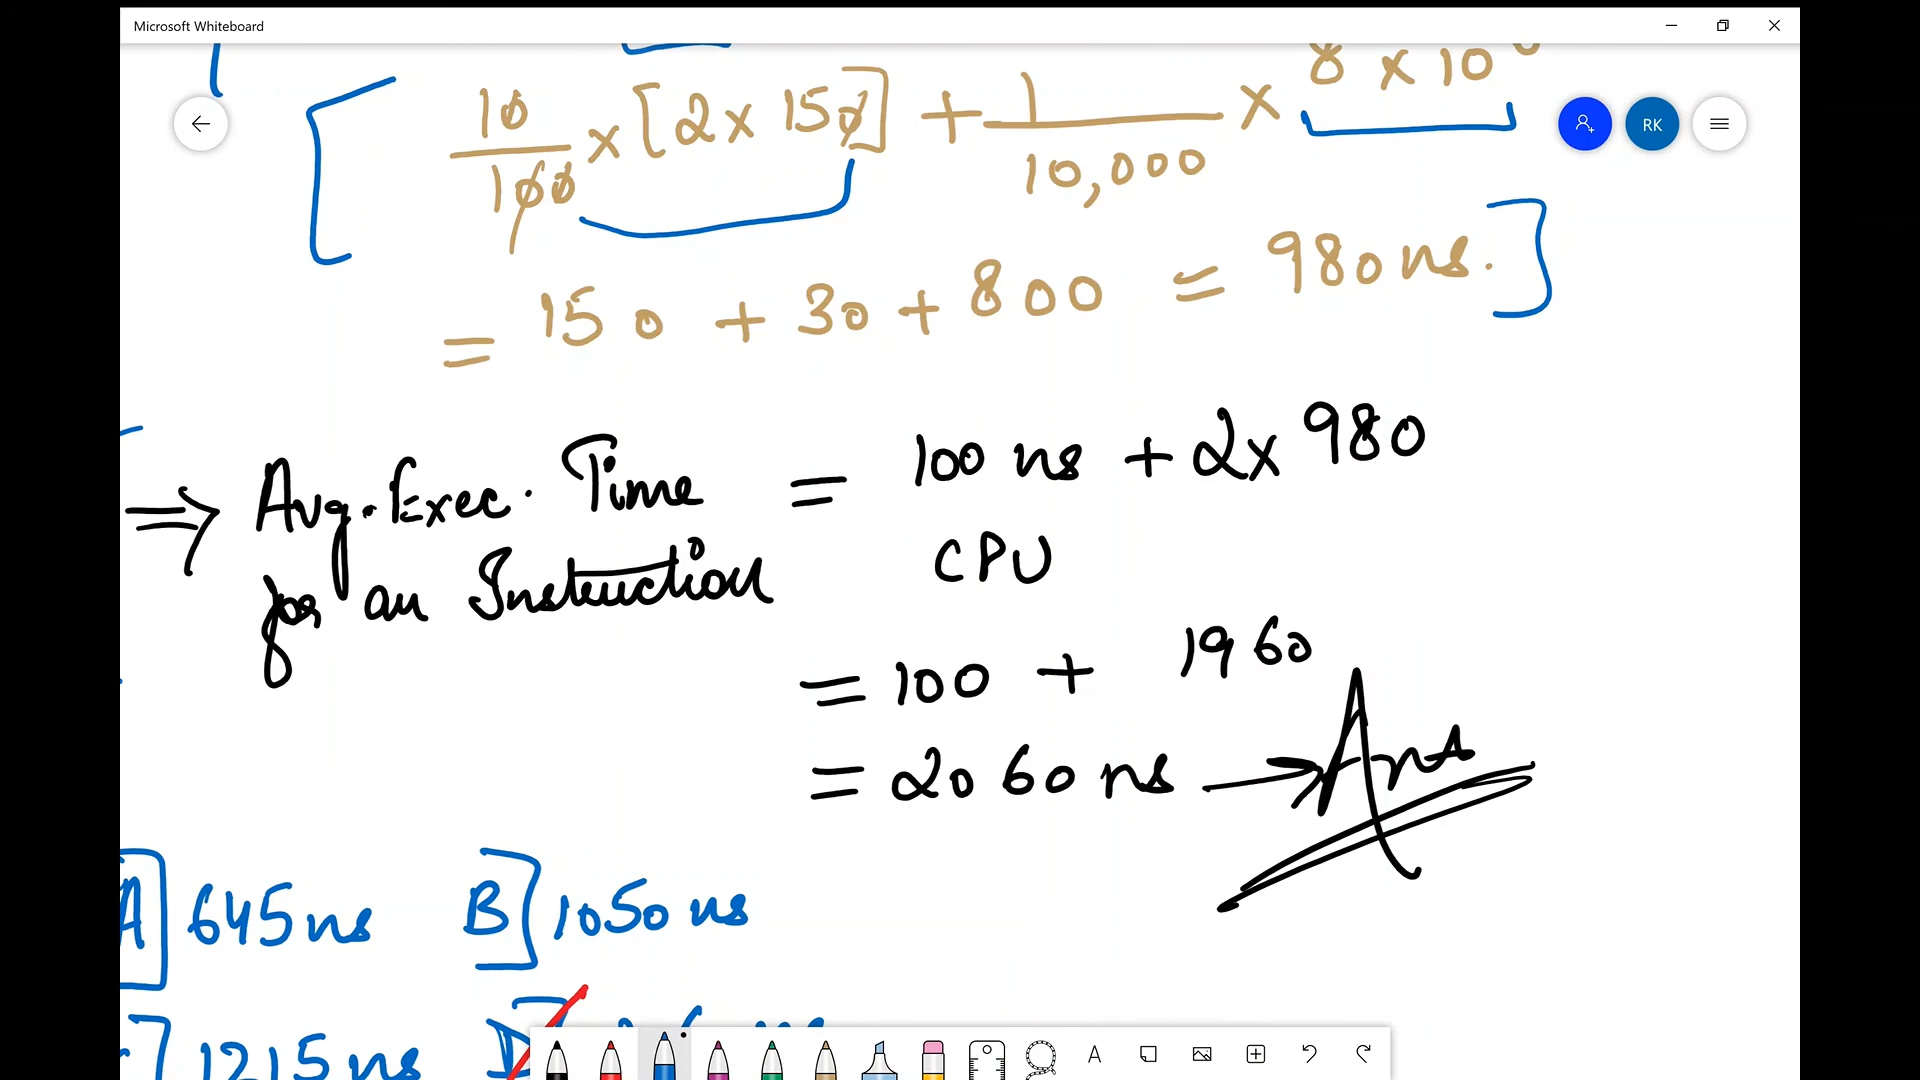 Microsoft Whiteboard
10/100 x [2 x 150] + 1/10,000 x 8 x 10
RK
= 150 + 30 + 800 = 980 ns.
⇒ Avg. Exec. Time = 100 ns + 2x 980
CPU
for an Instruction
= 100 + 1960
= 2060 ns → Ans
A] 645 ns B] 1050 ns
] 1215 ns D]
A